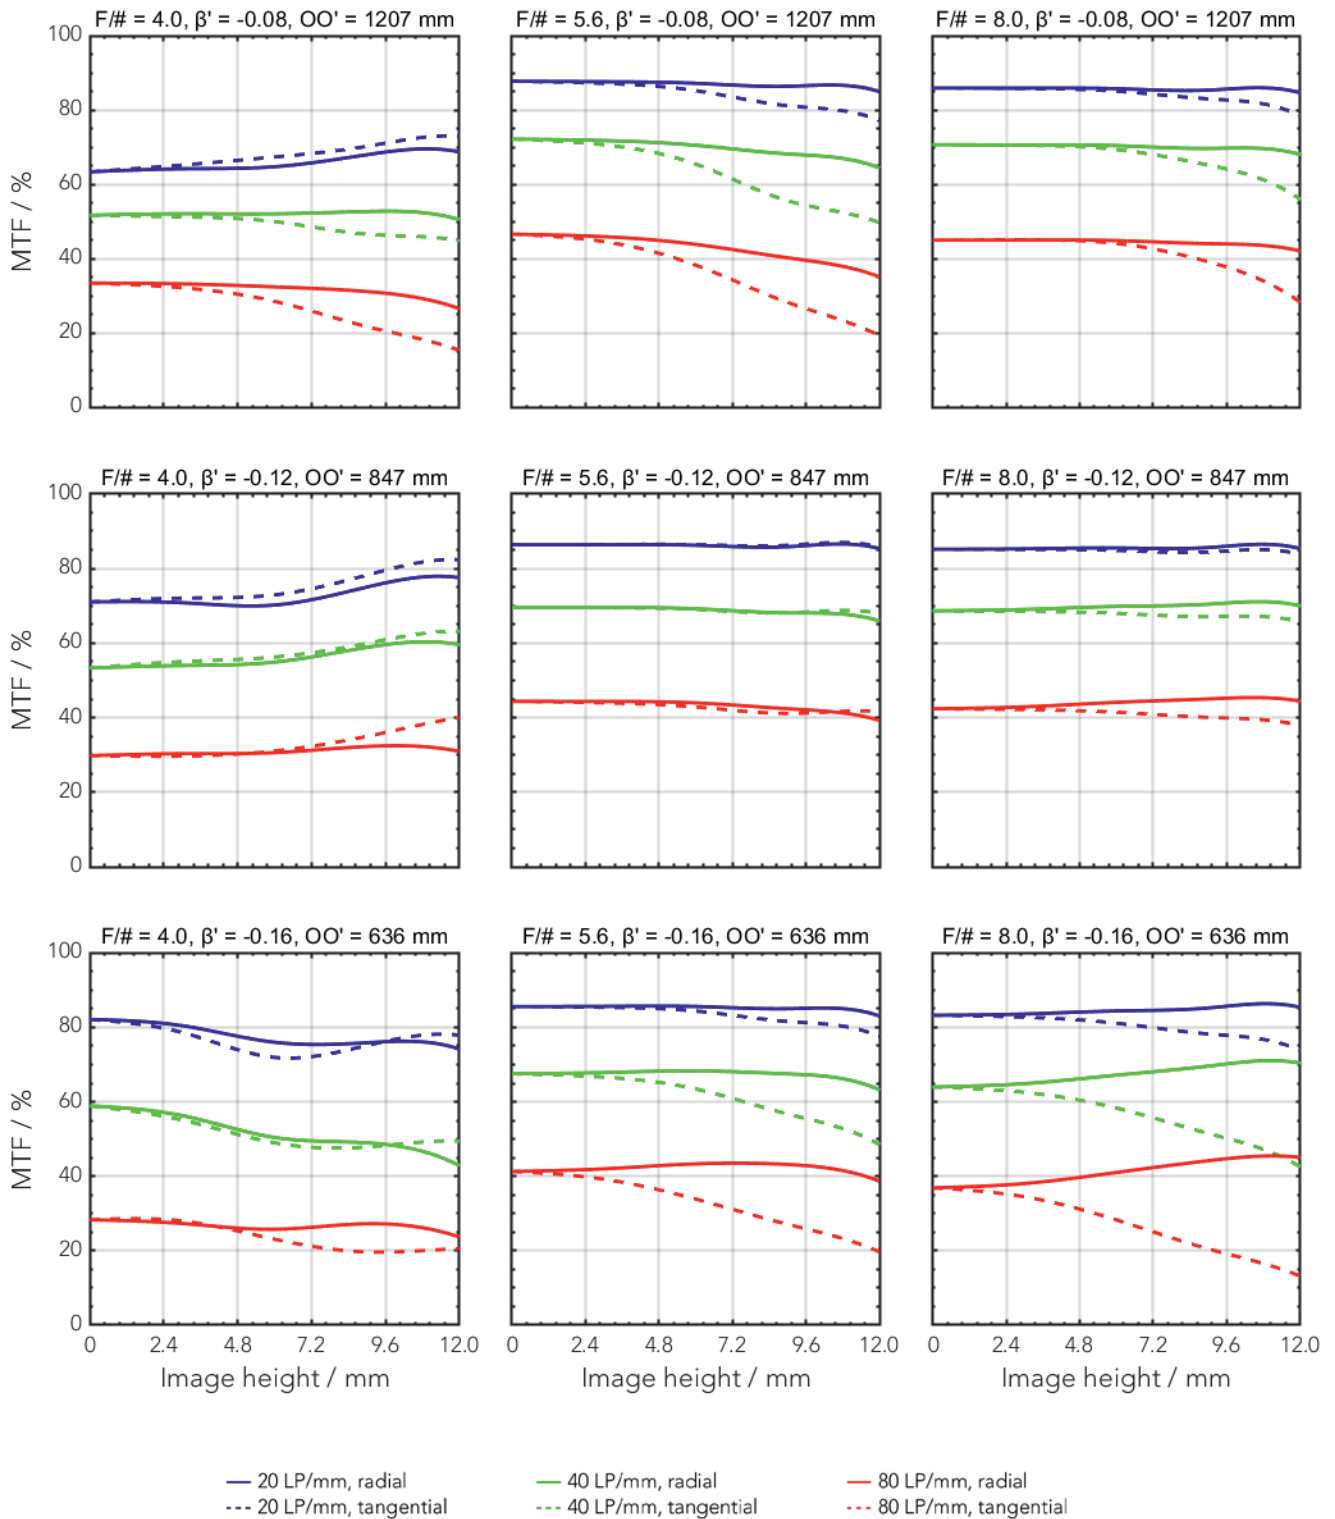 F/# = 4.0, β' = -0.08, OO' = 1207 mm
F/# = 5.6, β' = -0.08, OO' = 1207 mm
F/# = 8.0, β' = -0.08, OO' = 1207 mm
100
80
60
40
20
0
MTF / %
F/# = 4.0, β' = -0.12, OO' = 847 mm
F/# = 5.6, β' = -0.12, OO' = 847 mm
F/# = 8.0, β' = -0.12, OO' = 847 mm
100
80
60
40
20
0
MTF / %
F/# = 4.0, β' = -0.16, OO' = 636 mm
F/# = 5.6, β' = -0.16, OO' = 636 mm
F/# = 8.0, β' = -0.16, OO' = 636 mm
100
80
60
40
20
0
MTF / %
0 2.4 4.8 7.2 9.6 12.0
0 2.4 4.8 7.2 9.6 12.0
0 2.4 4.8 7.2 9.6 12.0
Image height / mm
Image height / mm
Image height / mm
20 LP/mm, radial
40 LP/mm, radial
80 LP/mm, radial
20 LP/mm, tangential
40 LP/mm, tangential
80 LP/mm, tangential